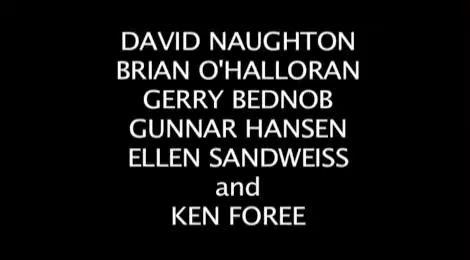 DAVID NAUGHTON
BRIAN O'HALLORAN
GERRY BEDNOB
GUNNAR HANSEN
ELLEN SANDWEISS
and
KEN FOREE